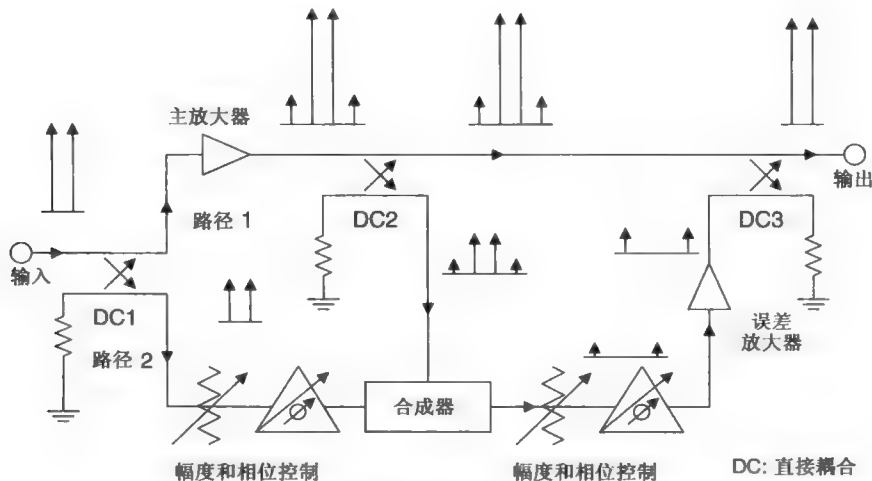 主放大器
路径 1
DC2
DC3
输出
输入
DC1
路径 2
误差
放大器
合成器
幅度和相位控制
幅度和相位控制
DC: 直接耦合